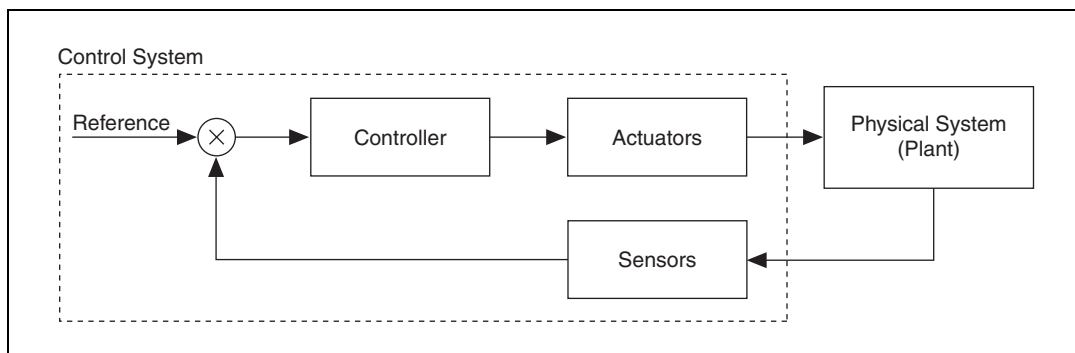 Control System
Reference
Controller
Actuators
Physical System
(Plant)
Sensors